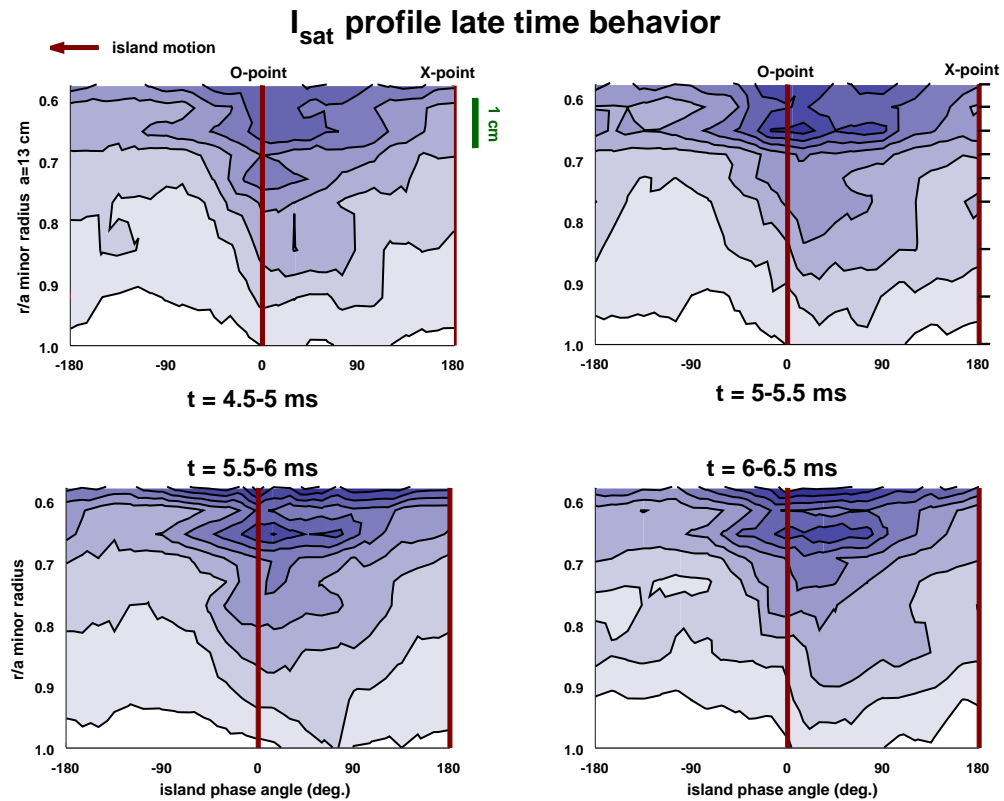 I_sat profile late time behavior
island motion
O-point X-point O-point X-point
r/a minor radius a=13 cm
0.6
0.7
0.8
0.9
1.0
-180 -90 0 90 180
1 cm
t = 4.5-5 ms
0.6
0.7
0.8
0.9
1.0
-180 -90 0 90 180
t = 5-5.5 ms
t = 5.5-6 ms
r/a minor radius
0.6
0.7
0.8
0.9
1.0
-180 -90 0 90 180
island phase angle (deg.)
t = 6-6.5 ms
0.6
0.7
0.8
0.9
1.0
-180 -90 0 90 180
island phase angle (deg.)